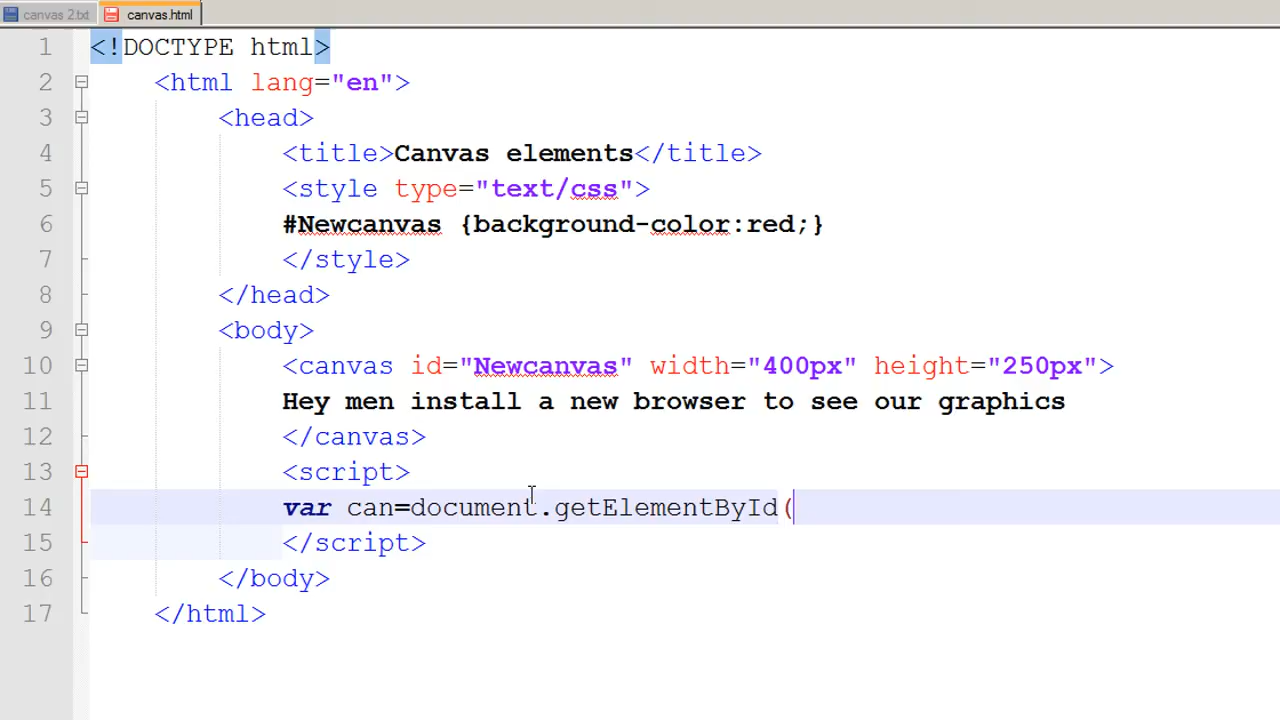 canvas 2.txt canvas.html
1 <!DOCTYPE html>
2 <html lang="en">
3 <head>
4 <title>Canvas elements</title>
5 <style type="text/css">
6 #Newcanvas {background-color:red;}
7 </style>
8 </head>
9 <body>
10 <canvas id="Newcanvas" width="400px" height="250px">
11 Hey men install a new browser to see our graphics
12 </canvas>
13 <script>
14 var can=document.getElementById(
15 </script>
16 </body>
17 </html>